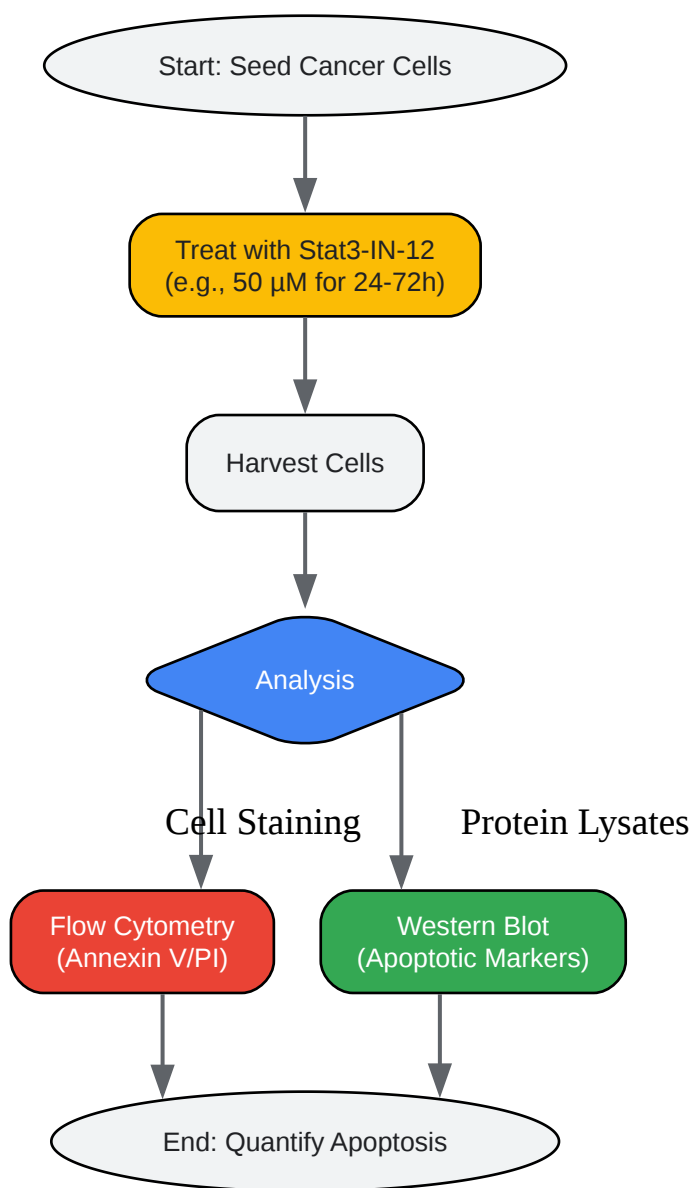 Start: Seed Cancer Cells
Treat with Stat3-IN-12
(e.g., 50 µM for 24-72h)
Harvest Cells
Analysis
Cell Staining
Protein Lysates
Flow Cytometry
(Annexin V/PI)
Western Blot
(Apoptotic Markers)
End: Quantify Apoptosis